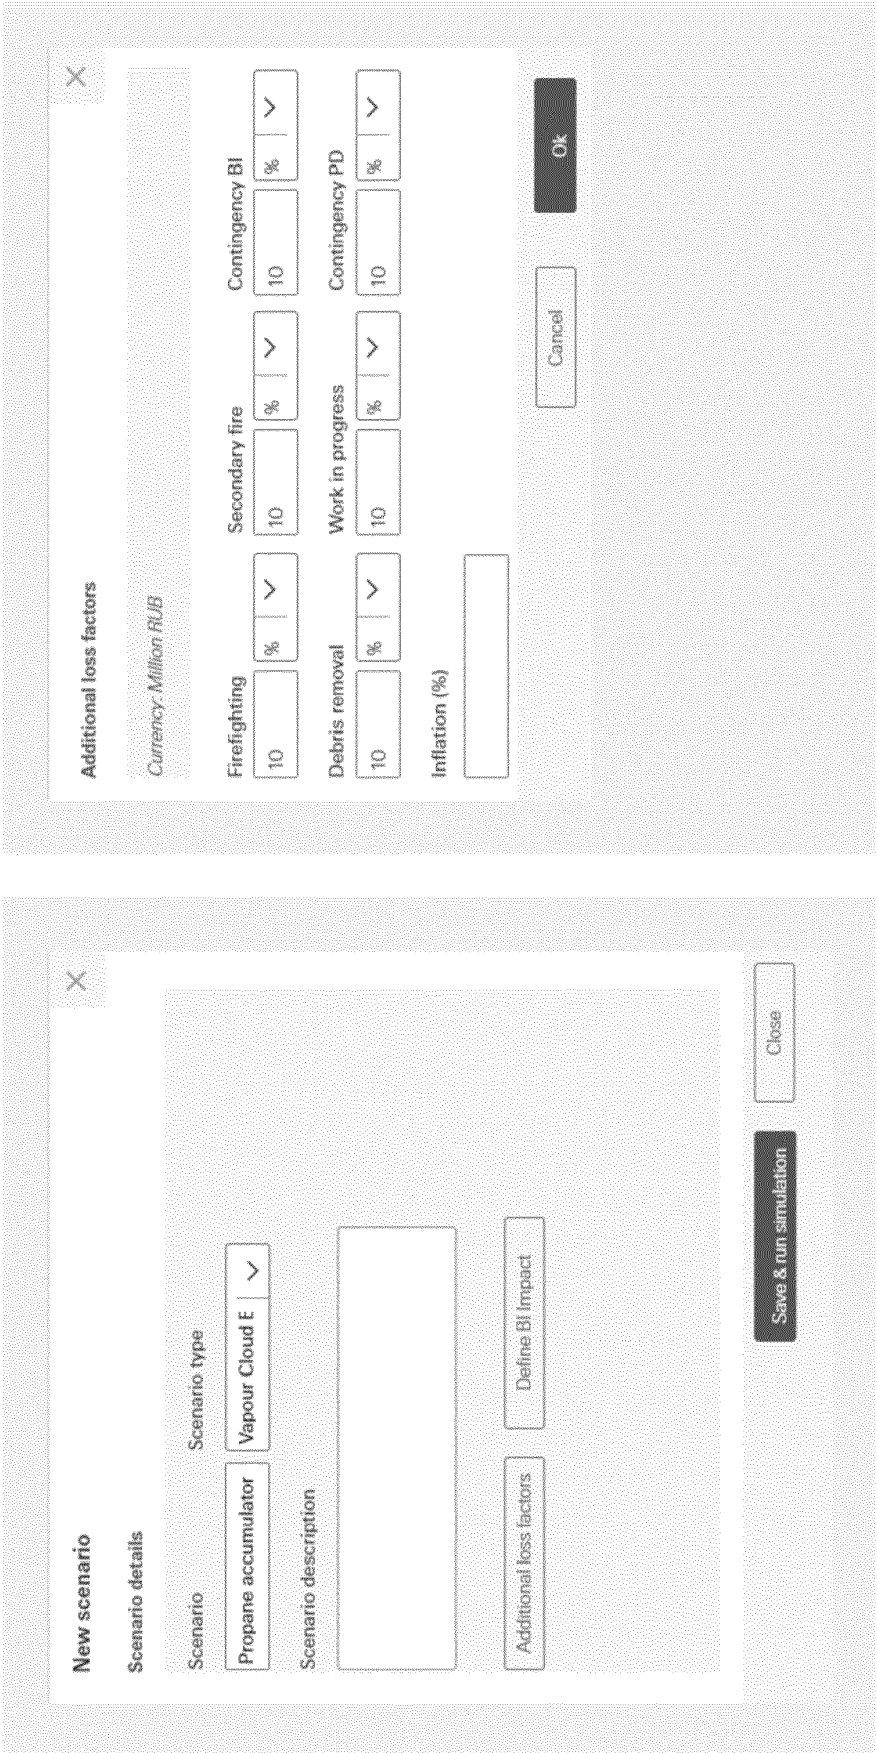 New scenario
Scenario details
Scenario Scenario type
Propane accumulator Vapour Cloud E
Scenario description
Additional loss factors Define BI Impact
Save & run simulation Close
Additional loss factors
Currency: Million RUB
Firefighting Secondary fire Contingency BI
10 % 10 % 10 %
Debris removal Work in progress Contingency PD
10 % 10 % 10 %
Inflation (%)
Cancel Ok